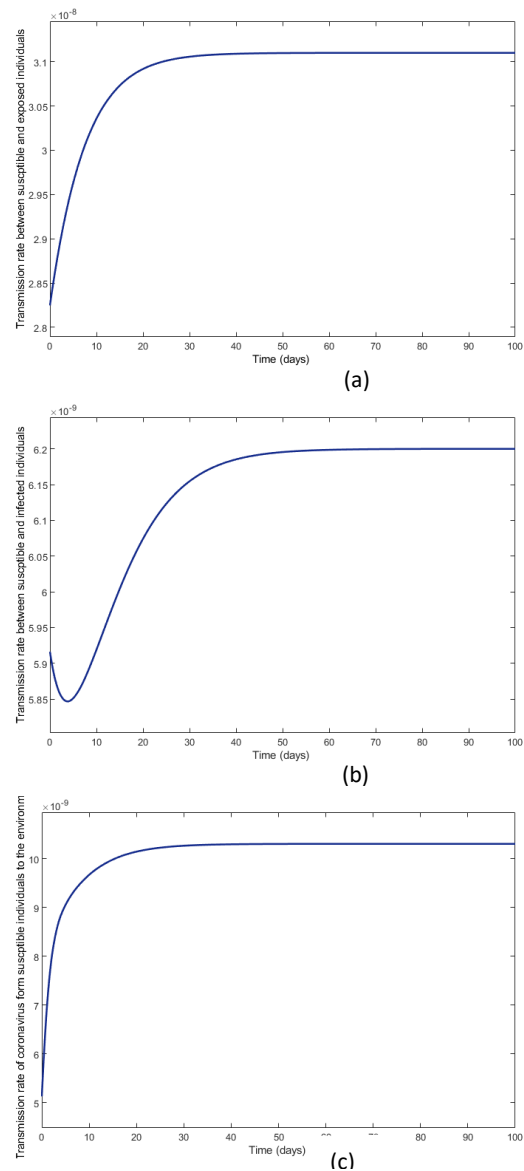 ×10⁻⁸
Transmission rate between suscptible and exposed individuals
3.1
3.05
3
2.95
2.9
2.85
2.8
0 10 20 30 40 50 60 70 80 90 100
Time (days)
(a)
×10⁻⁹
Transmission rate between suscptible and infected individuals
6.2
6.15
6.1
6.05
6
5.95
5.9
5.85
0 10 20 30 40 50 60 70 80 90 100
Time (days)
(b)
×10⁻⁹
Transmission rate of coronavirus form suscptible individuals to the environm
10
9
8
7
6
5
0 10 20 30 40 50 60 70 80 90 100
Time (days)
(c)